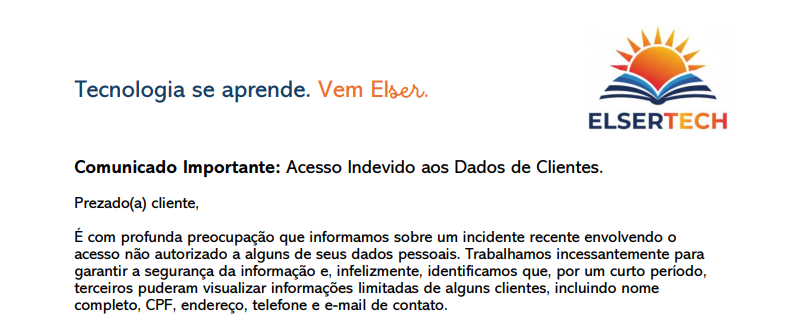 Tecnologia se aprende. Vem Elser.
ELSERTECH
Comunicado Importante: Acesso Indevido aos Dados de Clientes.
Prezado(a) cliente,
É com profunda preocupação que informamos sobre um incidente recente envolvendo o
acesso não autorizado a alguns de seus dados pessoais. Trabalhamos incessantemente para
garantir a segurança da informação e, infelizmente, identificamos que, por um curto período,
terceiros puderam visualizar informações limitadas de alguns clientes, incluindo nome
completo, CPF, endereço, telefone e e-mail de contato.